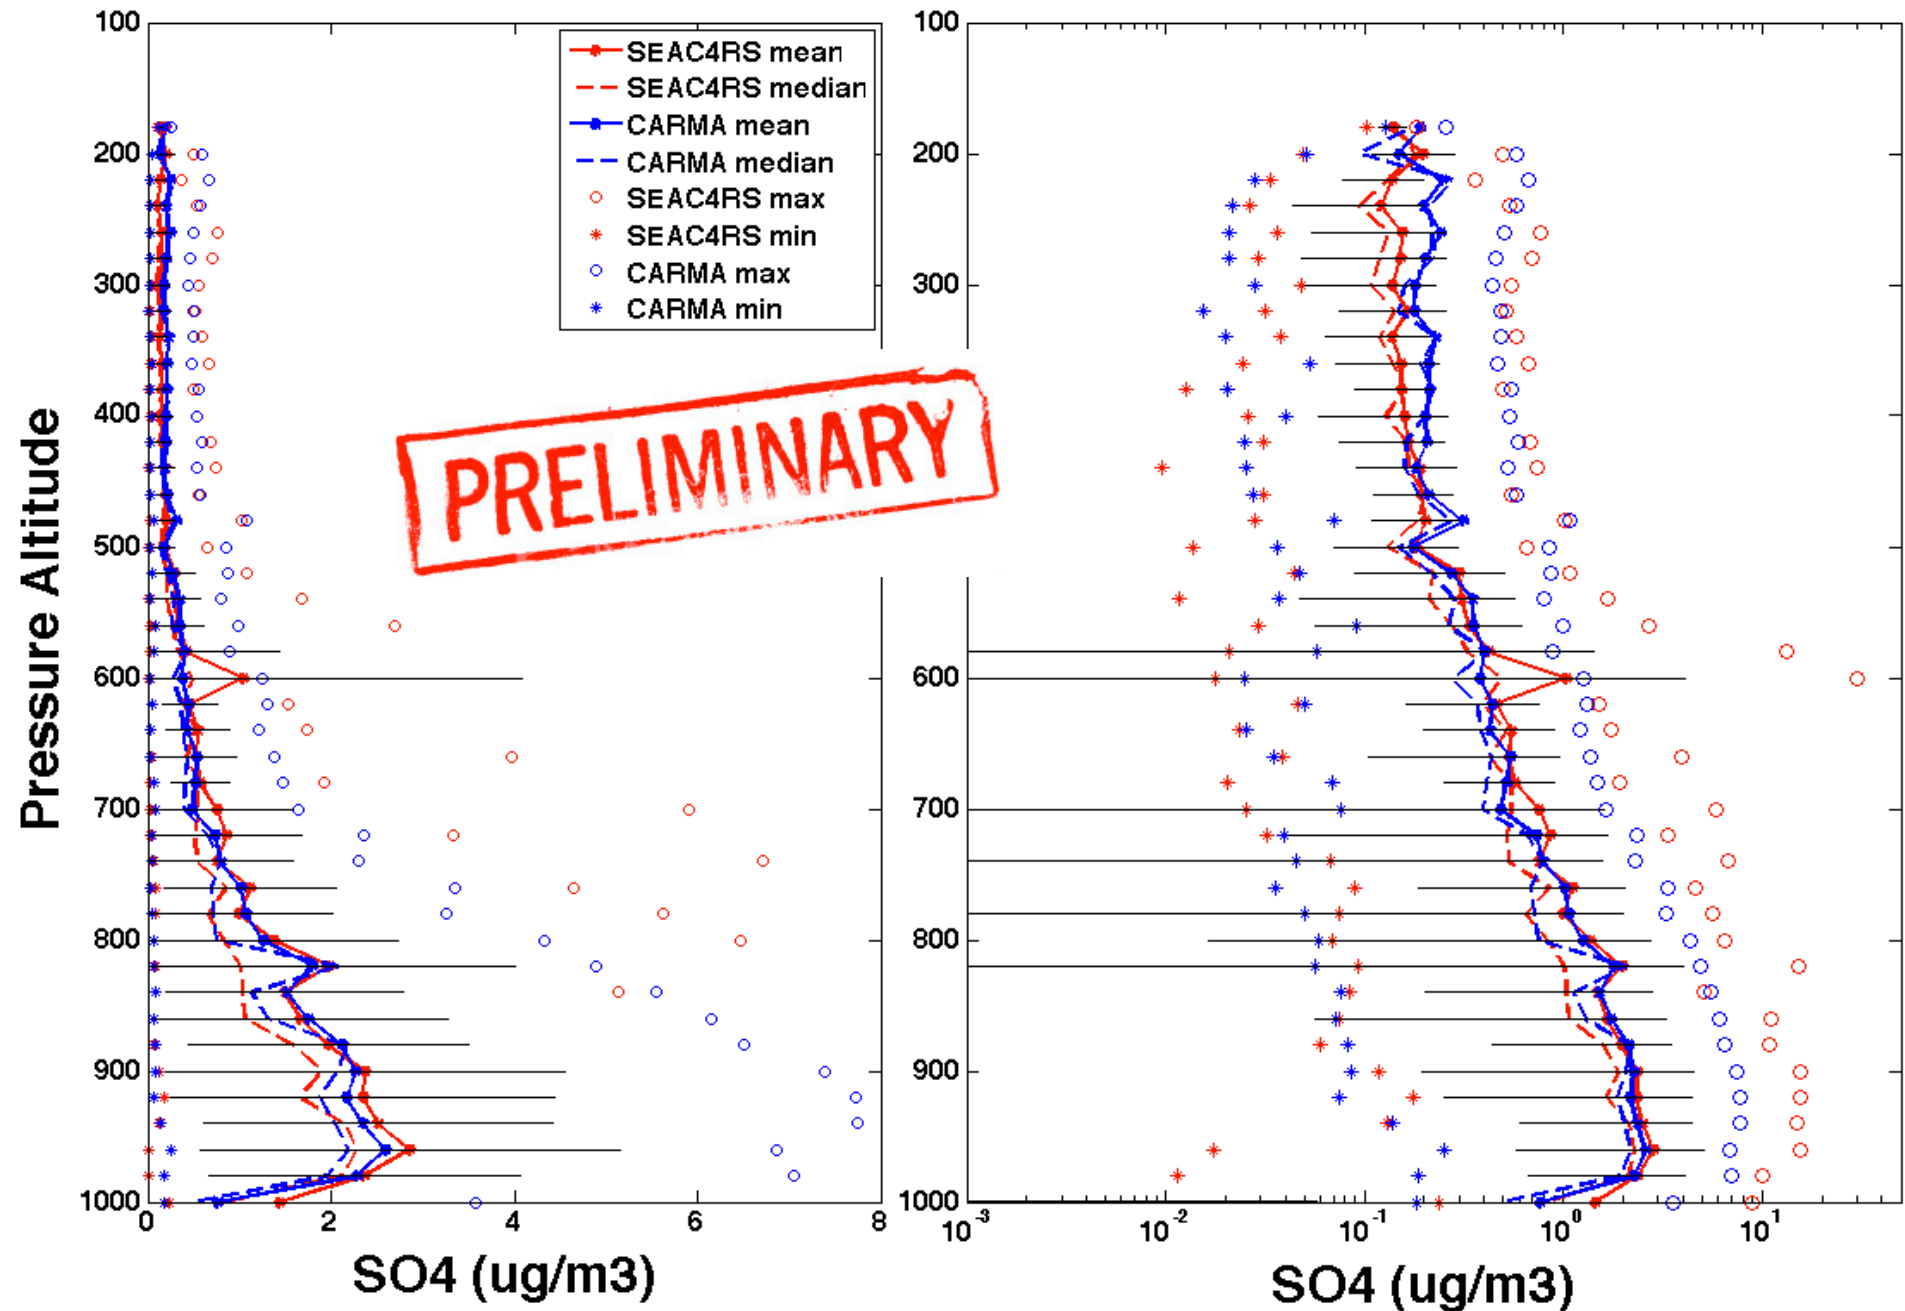 100
200
300
400
500
600
700
800
900
1000
0
2
4
6
8
Pressure Altitude
SO4 (ug/m3)
SEAC4RS mean
SEAC4RS median
CARMA mean
CARMA median
SEAC4RS max
SEAC4RS min
CARMA max
CARMA min
PRELIMINARY
100
200
300
400
500
600
700
800
900
1000
10⁻³
10⁻²
10⁻¹
10⁰
10¹
SO4 (ug/m3)